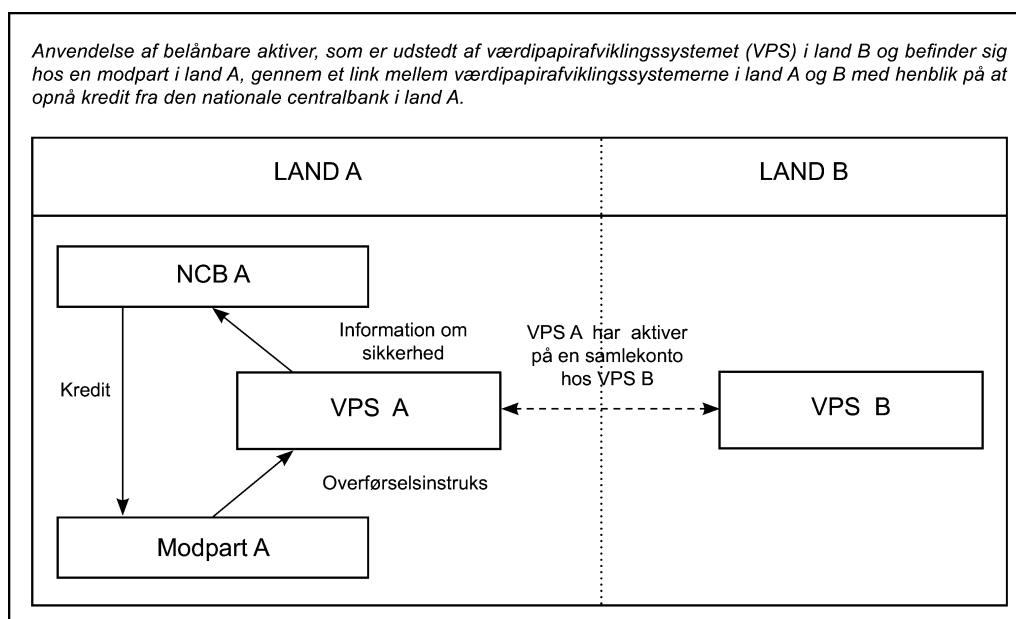 Anvendelse af belånbare aktiver, som er udstedt af værdipapirafviklingssystemet (VPS) i land B og befinder sig
hos en modpart i land A, gennem et link mellem værdipapirafviklingssystemerne i land A og B med henblik på at
opnå kredit fra den nationale centralbank i land A.
LAND A
LAND B
NCB A
Information om
sikkerhed
VPS A har aktiver
på en samlekonto
hos VPS B
Kredit
VPS A
VPS B
Overførselsinstruks
Modpart A